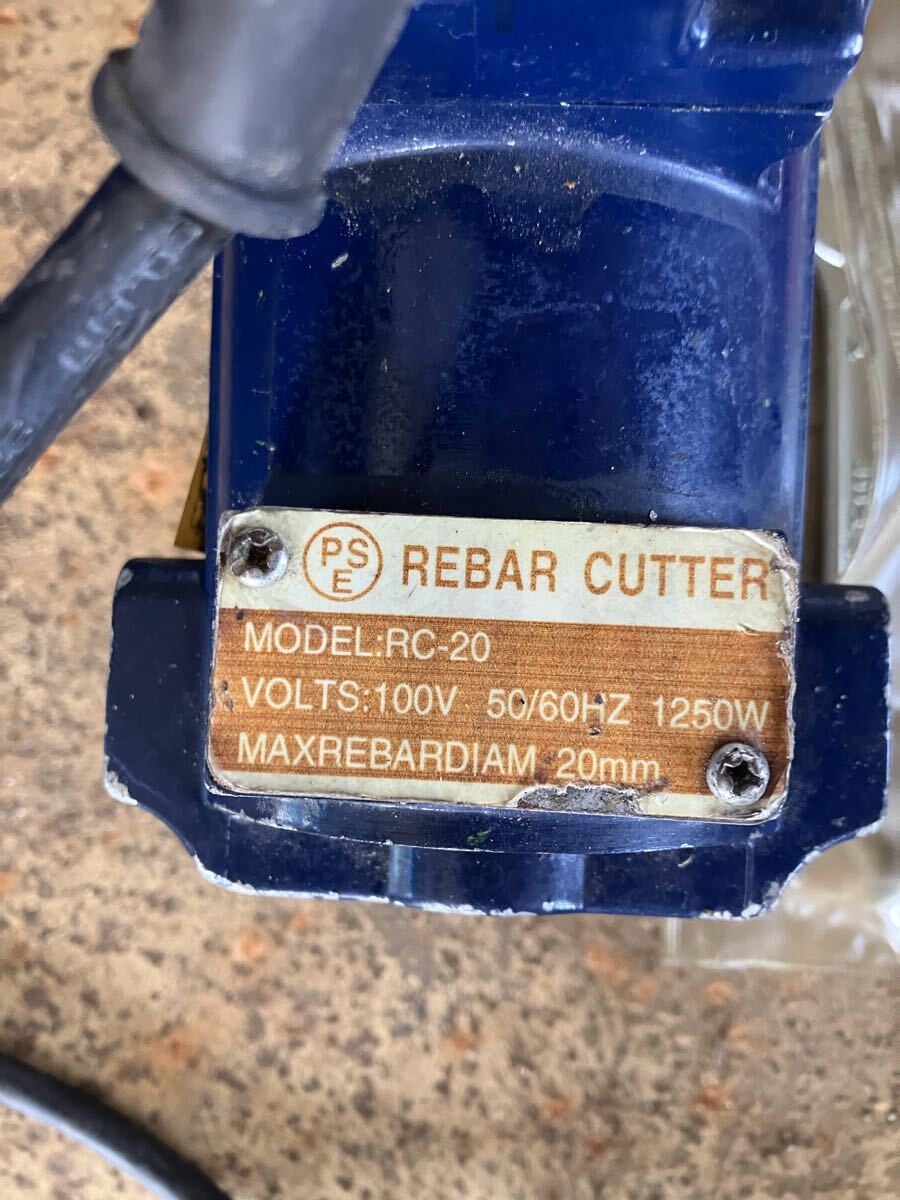 PSE REBAR CUTTER
MODEL:RC-20
VOLTS:100V 50/60HZ 1250W
MAXREBARDIAM 20mm